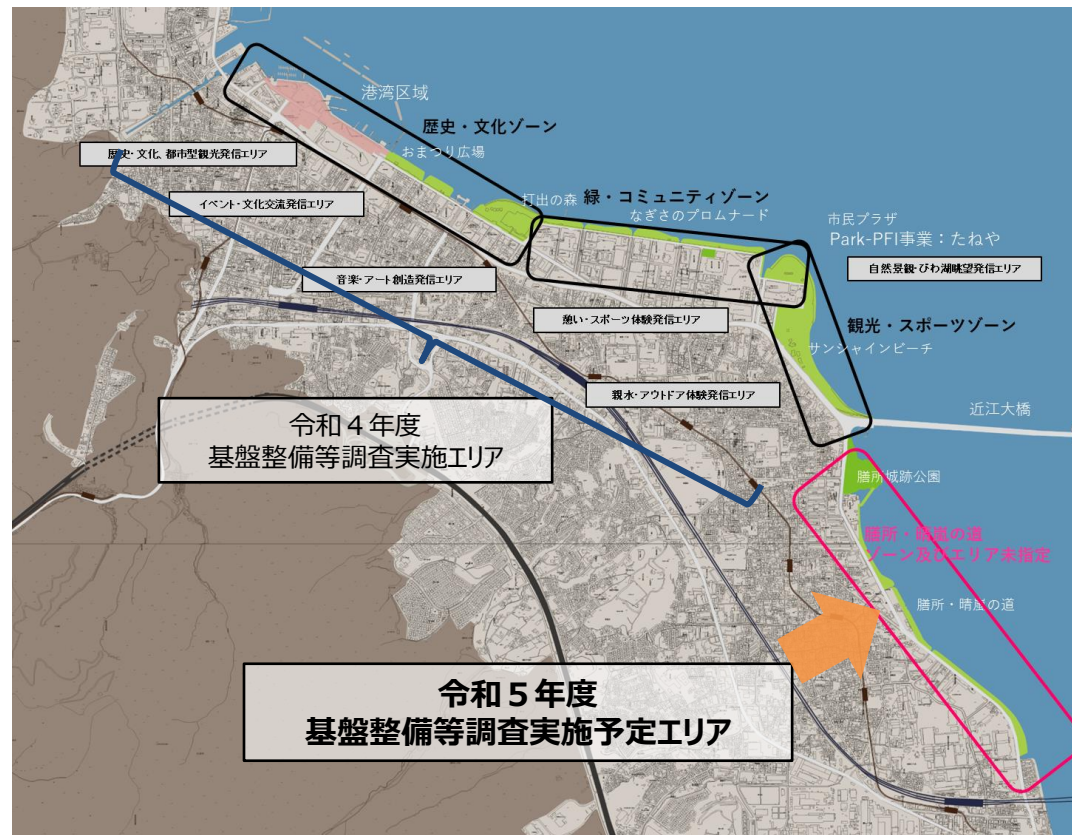 港湾区域
歴史・文化ゾーン
おまつり広場
歴史・文化、都市型観光発信エリア
イベント・文化交流発信エリア
打出の森
緑・コミュニティゾーン
なぎさのプロムナード
市民プラザ
Park-PFI事業：たねや
自然景観・びわ湖眺望発信エリア
音楽・アート創造発信エリア
憩い・スポーツ体験発信エリア
観光・スポーツゾーン
サンシャインビーチ
親水・アウトドア体験発信エリア
近江大橋
令和４年度
基盤整備等調査実施エリア
膳所城跡公園
膳所・晴嵐の道
ゾーン及びエリア未指定
膳所・晴嵐の道
令和５年度
基盤整備等調査実施予定エリア